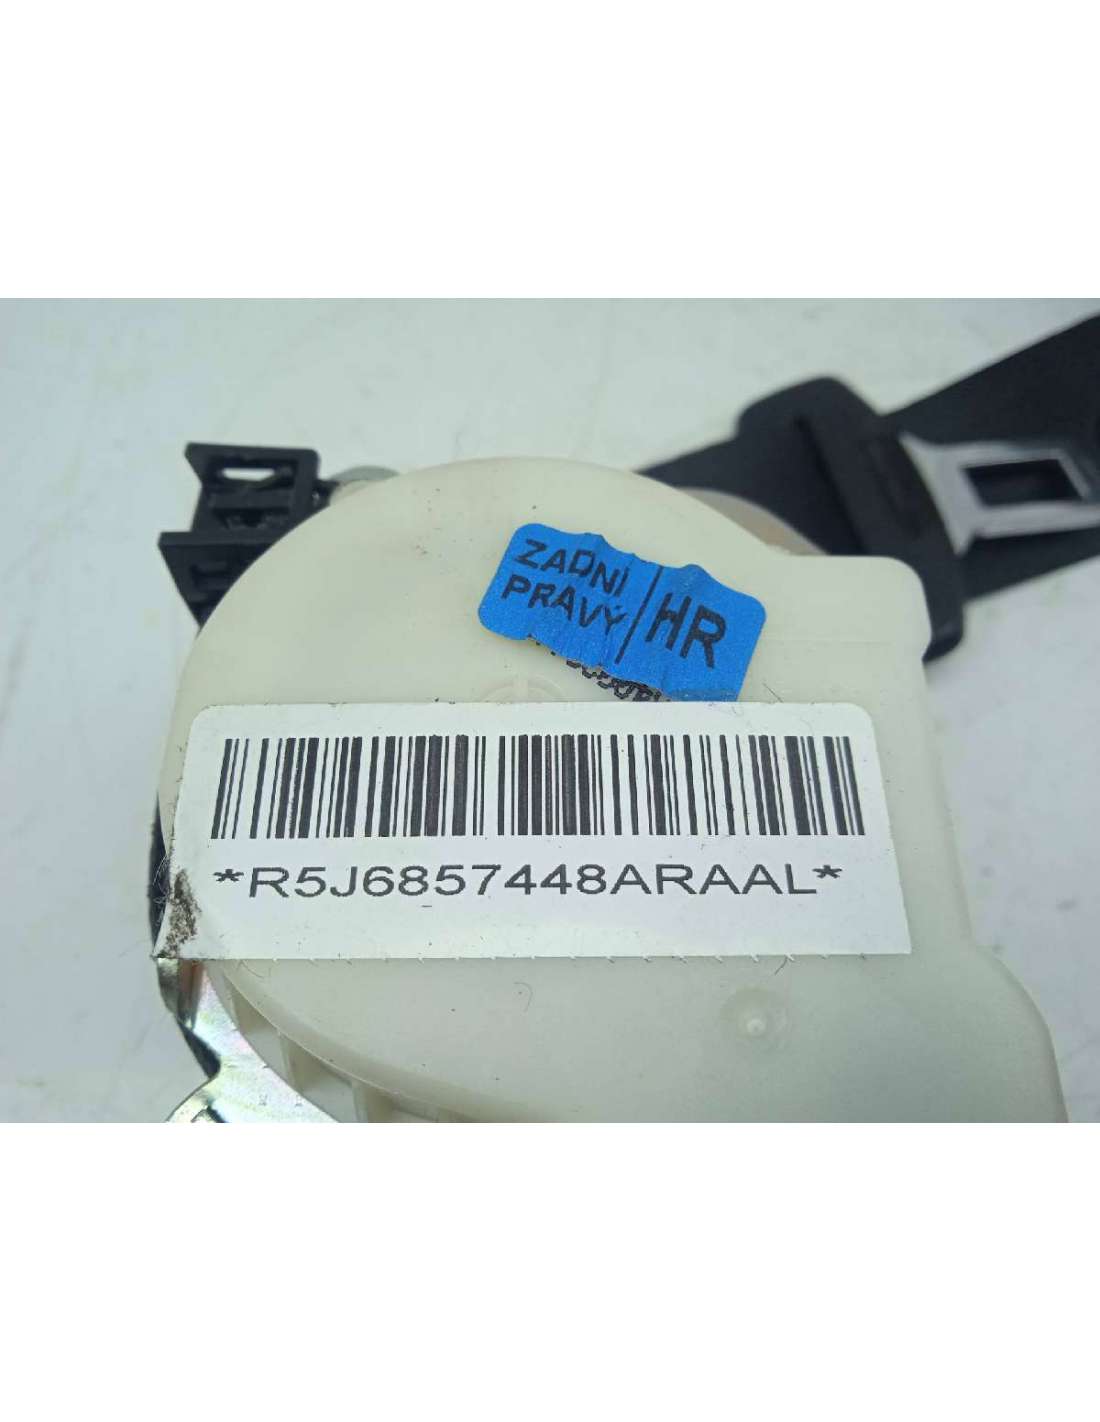 ZADNÍ
PRAVÝ / HR
*R5J6857448ARAAL*